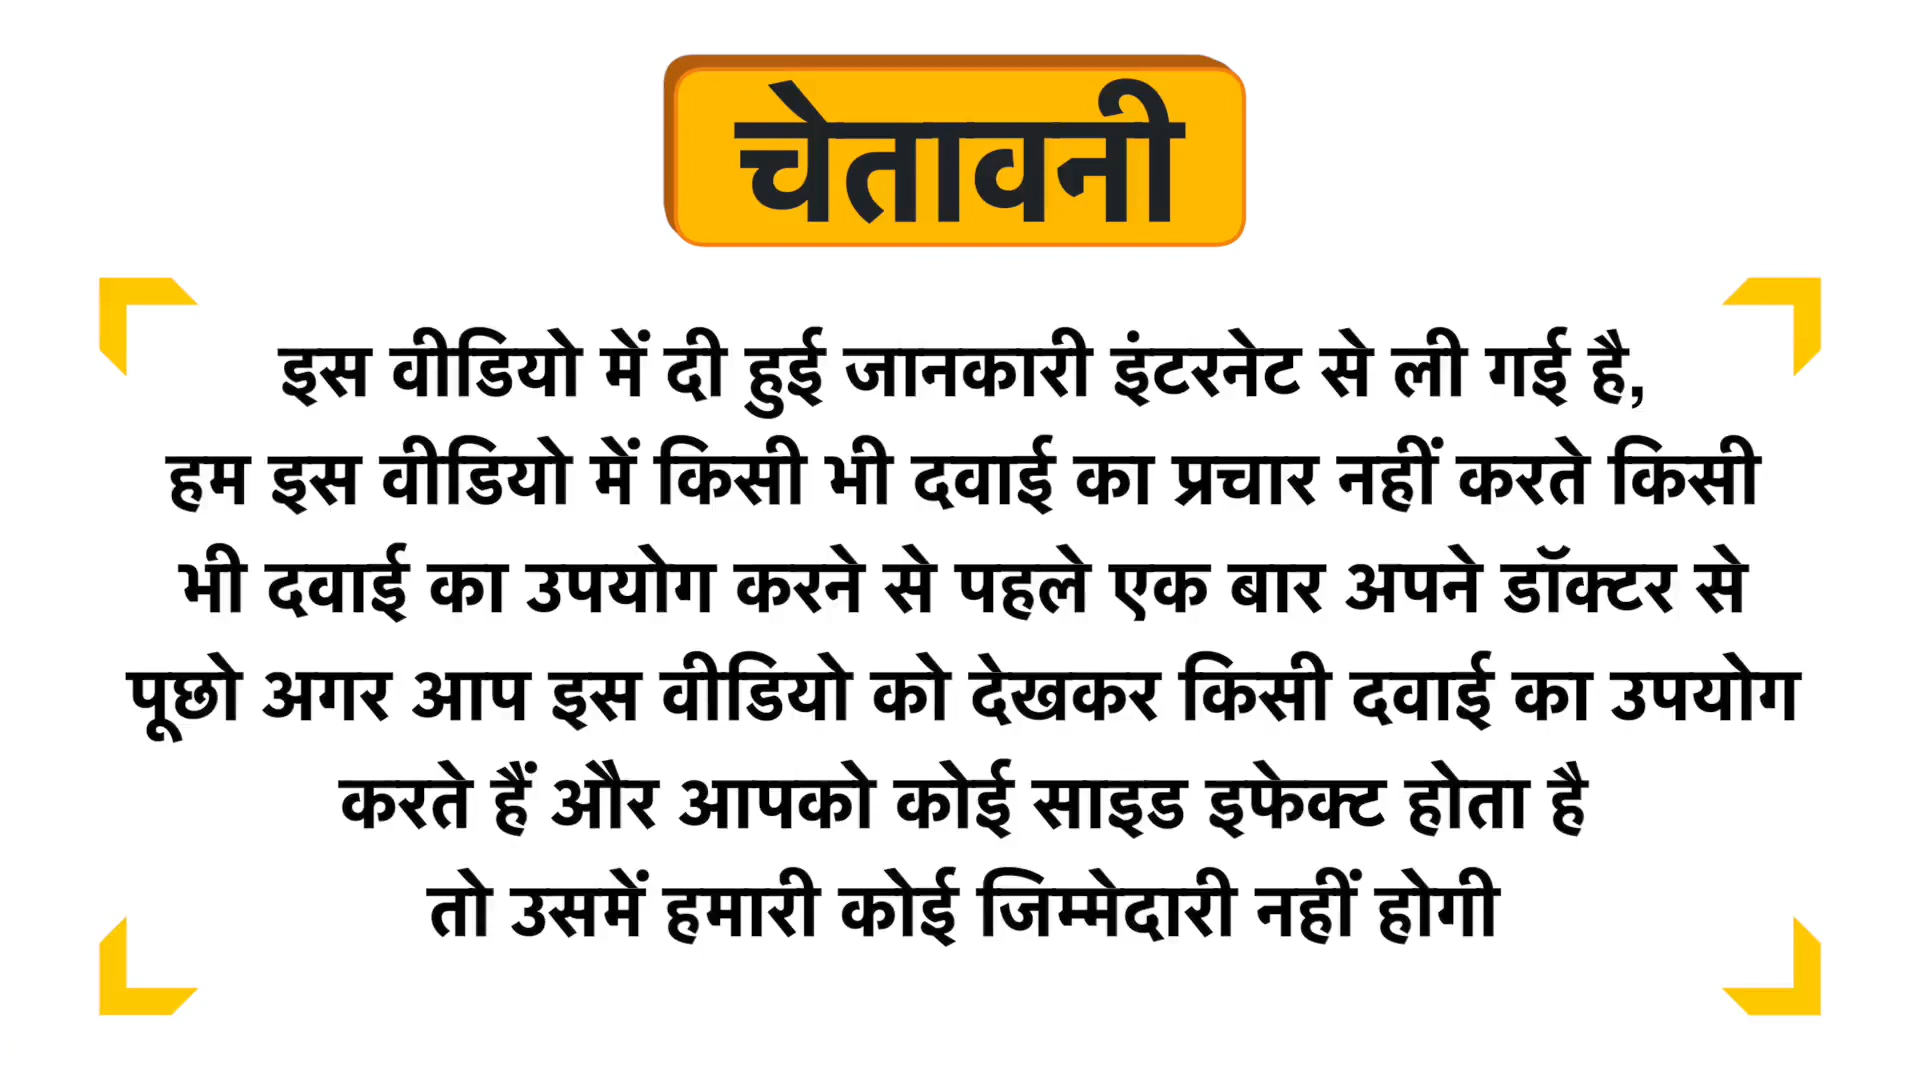 चेतावनी
इस वीडियो में दी हुई जानकारी इंटरनेट से ली गई है,
हम इस वीडियो में किसी भी दवाई का प्रचार नहीं करते किसी
भी दवाई का उपयोग करने से पहले एक बार अपने डॉक्टर से
पूछो अगर आप इस वीडियो को देखकर किसी दवाई का उपयोग
करते हैं और आपको कोई साइड इफेक्ट होता है
तो उसमें हमारी कोई जिम्मेदारी नहीं होगी